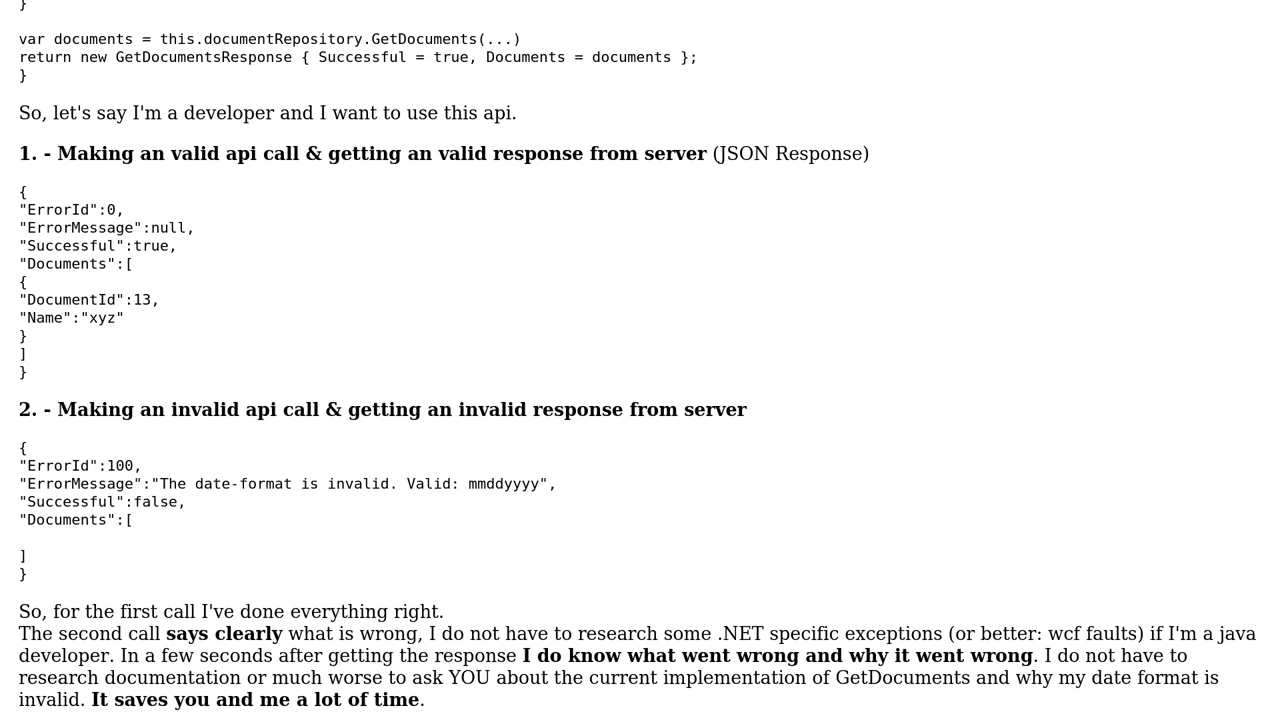 }
var documents = this.documentRepository.GetDocuments(...)
return new GetDocumentsResponse { Successful = true, Documents = documents };
}
So, let's say I'm a developer and I want to use this api.
1. - Making an valid api call & getting an valid response from server (JSON Response)
{
"ErrorId":0,
"ErrorMessage":null,
"Successful":true,
"Documents":[
{
"DocumentId":13,
"Name":"xyz"
}
]
}
2. - Making an invalid api call & getting an invalid response from server
{
"ErrorId":100,
"ErrorMessage":"The date-format is invalid. Valid: mmddyyyy",
"Successful":false,
"Documents":[
]
}
So, for the first call I've done everything right.
The second call says clearly what is wrong, I do not have to research some .NET specific exceptions (or better: wcf faults) if I'm a java
developer. In a few seconds after getting the response I do know what went wrong and why it went wrong. I do not have to
research documentation or much worse to ask YOU about the current implementation of GetDocuments and why my date format is
invalid. It saves you and me a lot of time.